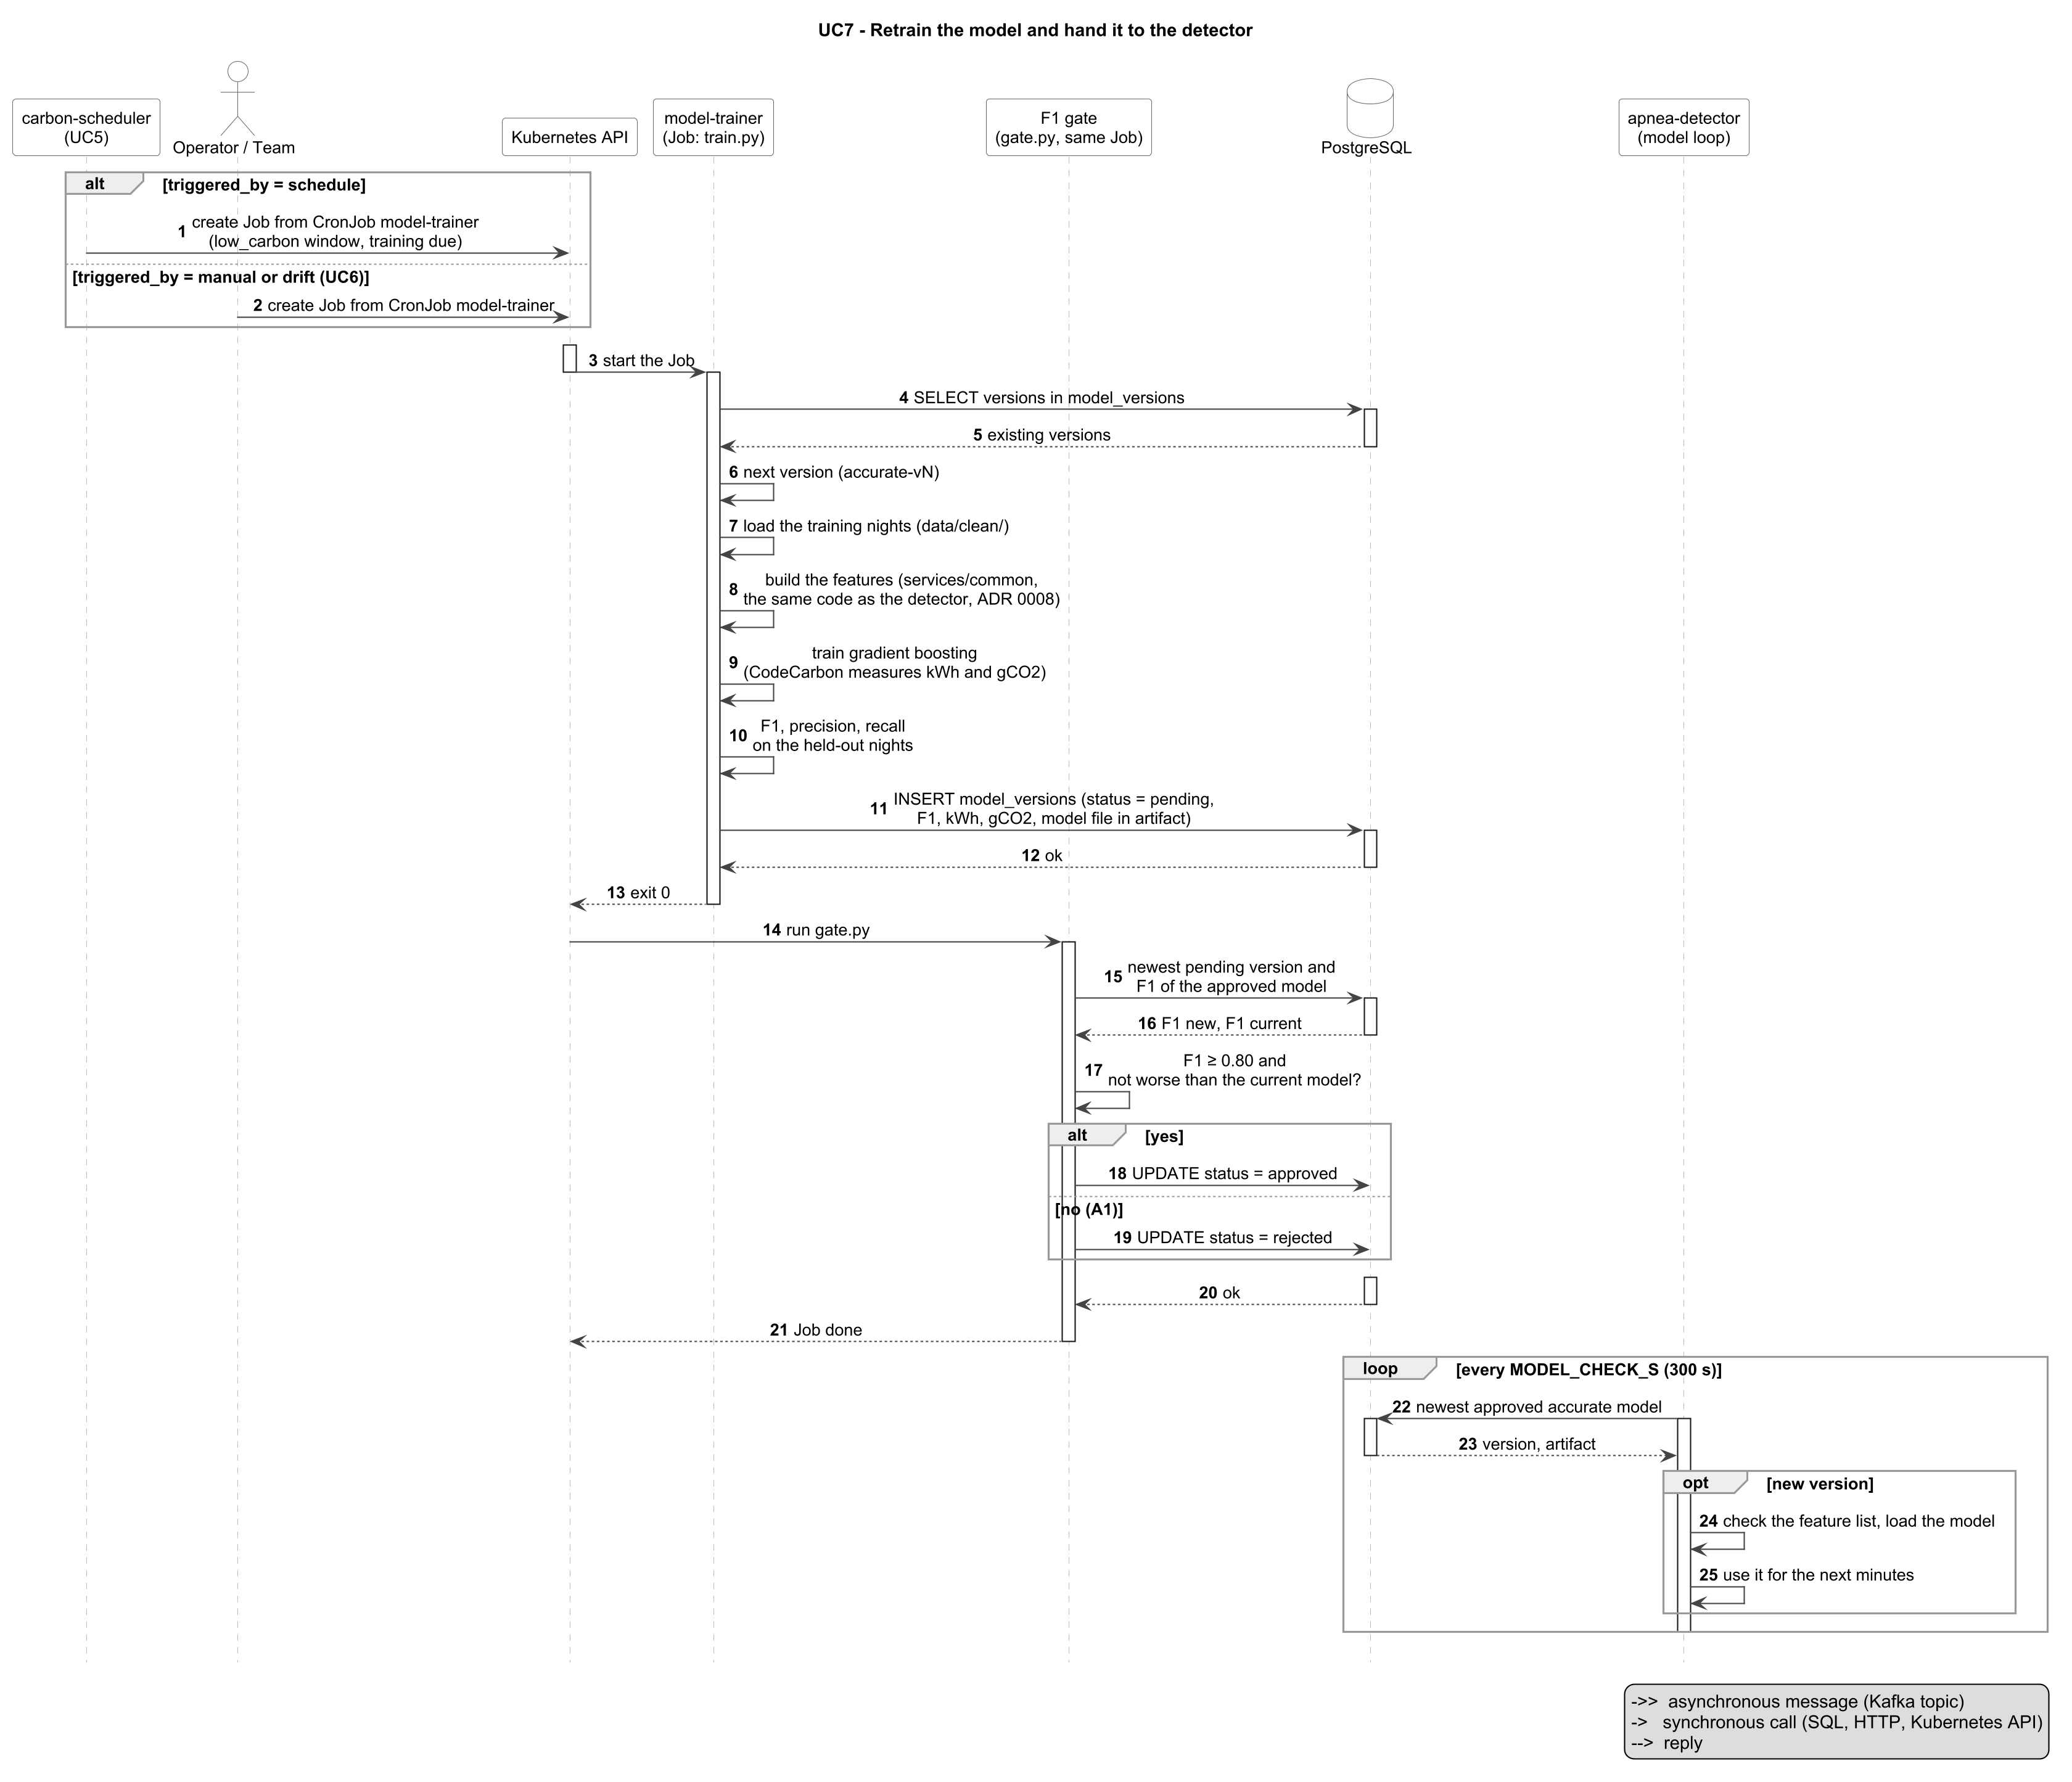 UC7 - Retrain the model and hand it to the detector
carbon-scheduler
(UC5)
Operator / Team
Kubernetes API
model-trainer
(Job: train.py)
F1 gate
(gate.py, same Job)
PostgreSQL
apnea-detector
(model loop)
alt [triggered_by = schedule]
1 create Job from CronJob model-trainer
(low_carbon window, training due)
[triggered_by = manual or drift (UC6)]
2 create Job from CronJob model-trainer
3 start the Job
4 SELECT versions in model_versions
5 existing versions
6 next version (accurate-vN)
7 load the training nights (data/clean/)
8 build the features (services/common,
the same code as the detector, ADR 0008)
9 train gradient boosting
(CodeCarbon measures kWh and gCO2)
10 F1, precision, recall
on the held-out nights
11 INSERT model_versions (status = pending,
F1, kWh, gCO2, model file in artifact)
12 ok
13 exit 0
14 run gate.py
15 newest pending version and
F1 of the approved model
16 F1 new, F1 current
17 F1 ≥ 0.80 and
not worse than the current model?
alt [yes]
18 UPDATE status = approved
[no (A1)]
19 UPDATE status = rejected
20 ok
21 Job done
loop [every MODEL_CHECK_S (300 s)]
22 newest approved accurate model
23 version, artifact
opt [new version]
24 check the feature list, load the model
25 use it for the next minutes
->> asynchronous message (Kafka topic)
-> synchronous call (SQL, HTTP, Kubernetes API)
--> reply